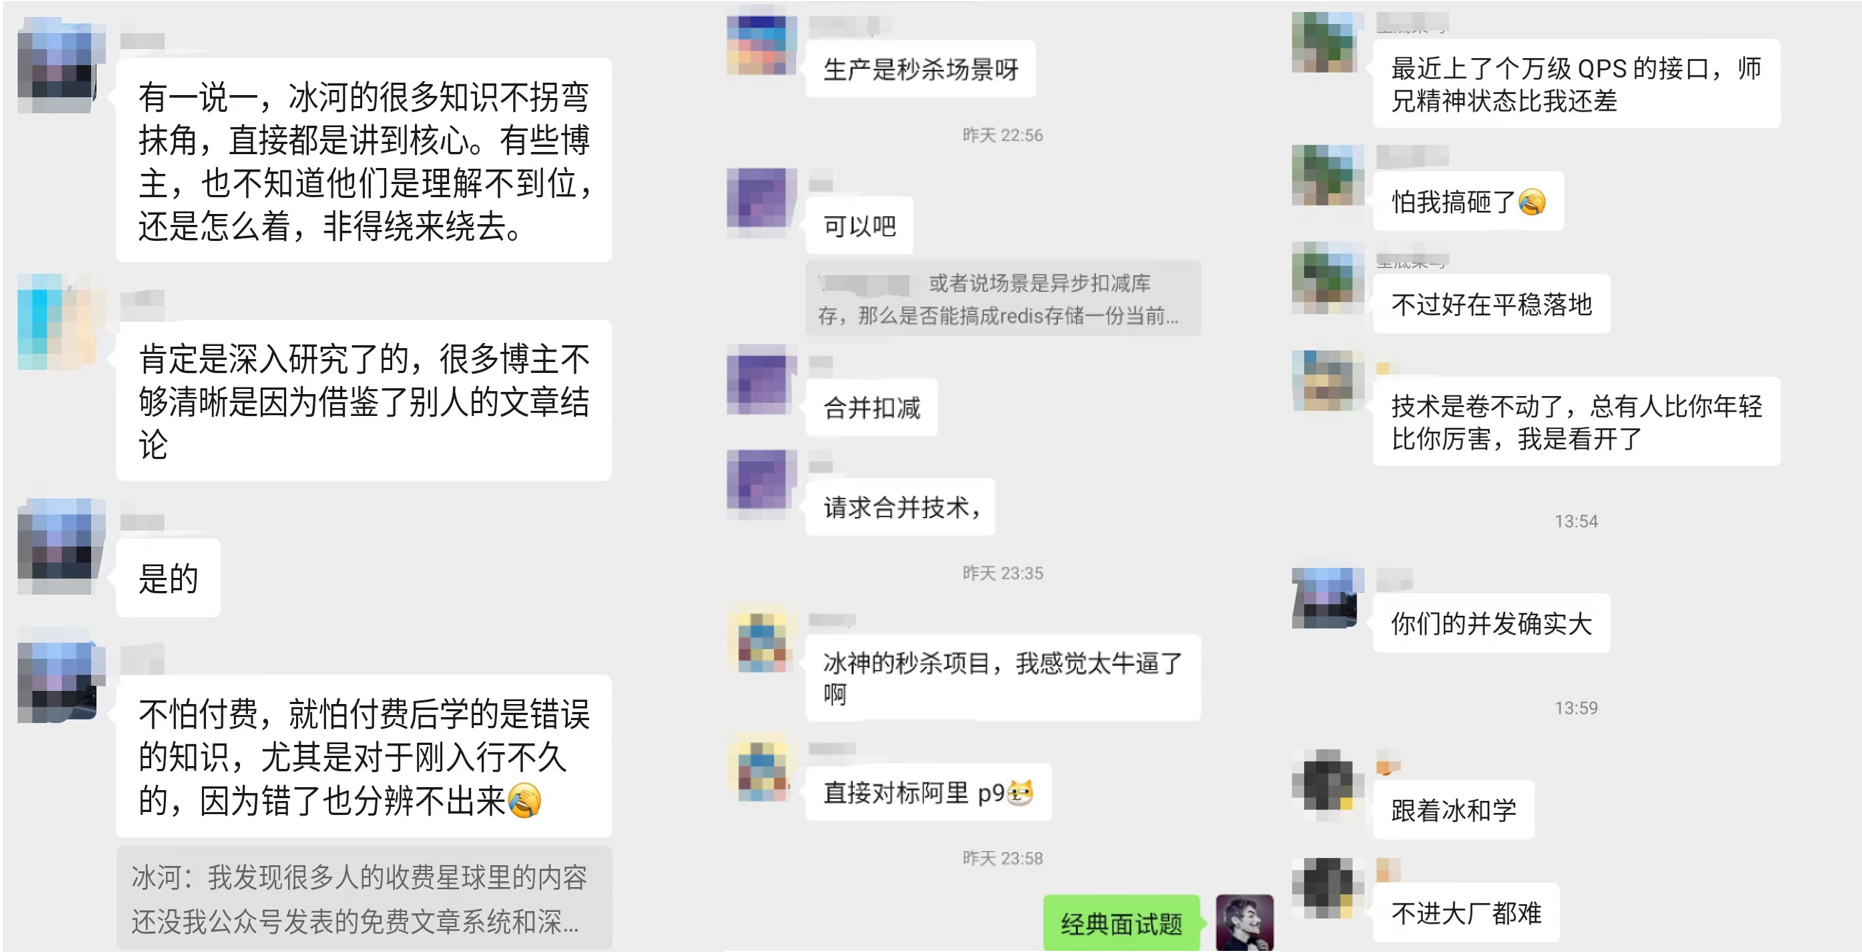 有一说一，冰河的很多知识不拐弯
抹角，直接都是讲到核心。有些博
主，也不知道他们是理解不到位，
还是怎么着，非得绕来绕去。
肯定是深入研究了的，很多博主不
够清晰是因为借鉴了别人的文章结
论
是的
不怕付费，就怕付费后学的是错误
的知识，尤其是对于刚入行不久
的，因为错了也分辨不出来
冰河：我发现很多人的收费星球里的内容
还没我公众号发表的免费文章系统和深...
生产是秒杀场景呀
昨天 22:56
可以吧
或者说场景是异步扣减库
存，那么是否能搞成redis存储一份当前...
合并扣减
请求合并技术，
昨天 23:35
冰神的秒杀项目，我感觉太牛逼了
啊
直接对标阿里 p9
昨天 23:58
经典面试题
最近上了个万级 QPS 的接口，师
兄精神状态比我还差
怕我搞砸了
不过好在平稳落地
技术是卷不动了，总有人比你年轻
比你厉害，我是看开了
13:54
你们的并发确实大
13:59
跟着冰和学
不进大厂都难